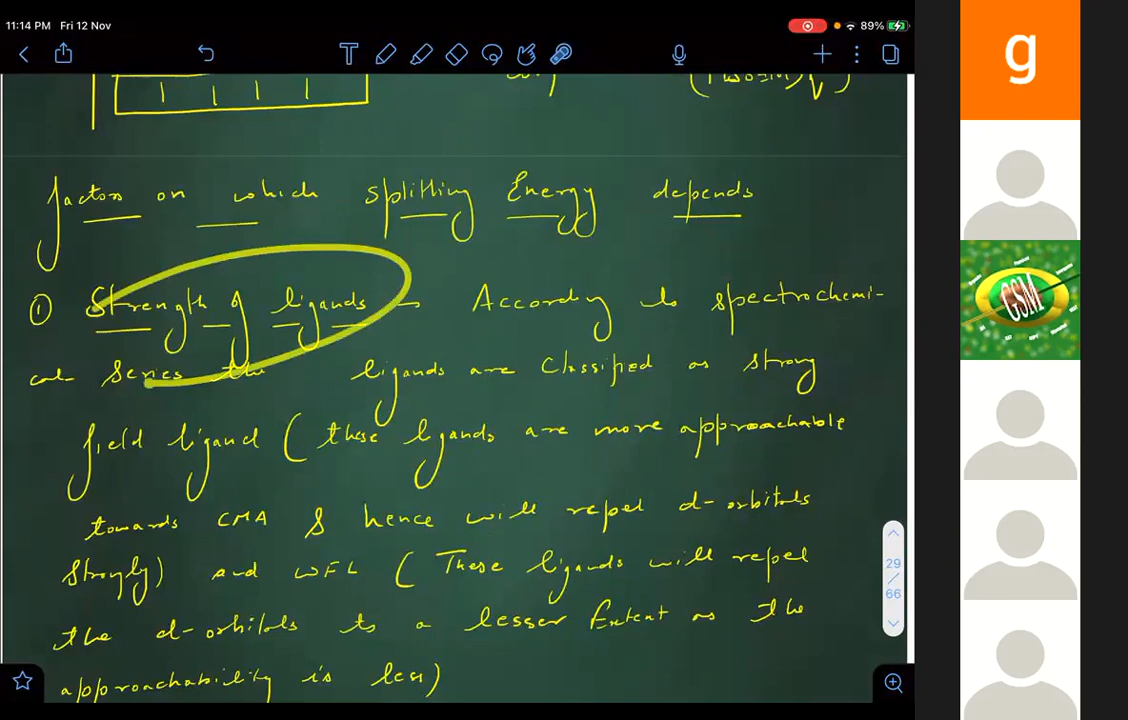 11:14 PM Fri 12 Nov
89%
g
factors on which splitting Energy depends
① Strength of ligands → Accordig to spectrochemi-
cal series the ligands are classified as strong
field ligand ( these ligands are more approachable
towards CMA & hence will repel d-orbitals
strongly) and WFL ( These ligands will repel
the d-orbitals to a lesser Extent as the
approachability is less)
GSM
29
66